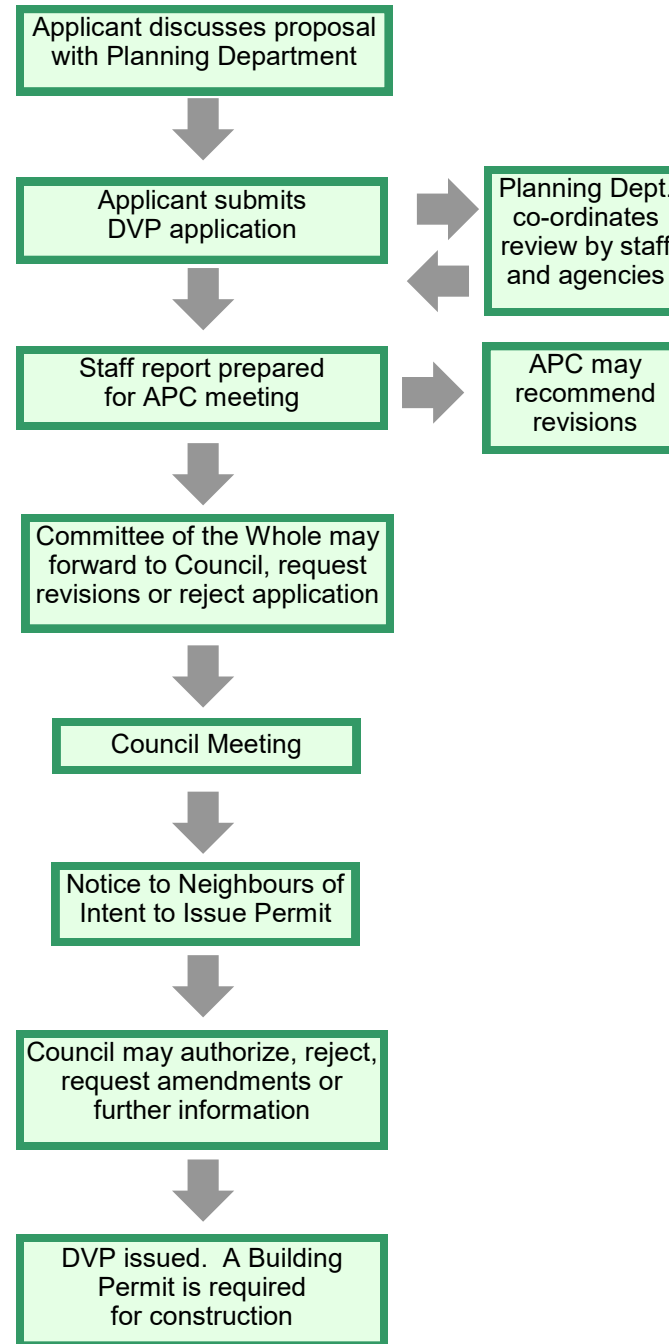 Applicant discusses proposal
with Planning Department
Applicant submits
DVP application
Planning Dept.
co-ordinates
review by staff
and agencies
Staff report prepared
for APC meeting
APC may
recommend
revisions
Committee of the Whole may
forward to Council, request
revisions or reject application
Council Meeting
Notice to Neighbours of
Intent to Issue Permit
Council may authorize, reject,
request amendments or
further information
DVP issued.  A Building
Permit is required
for construction